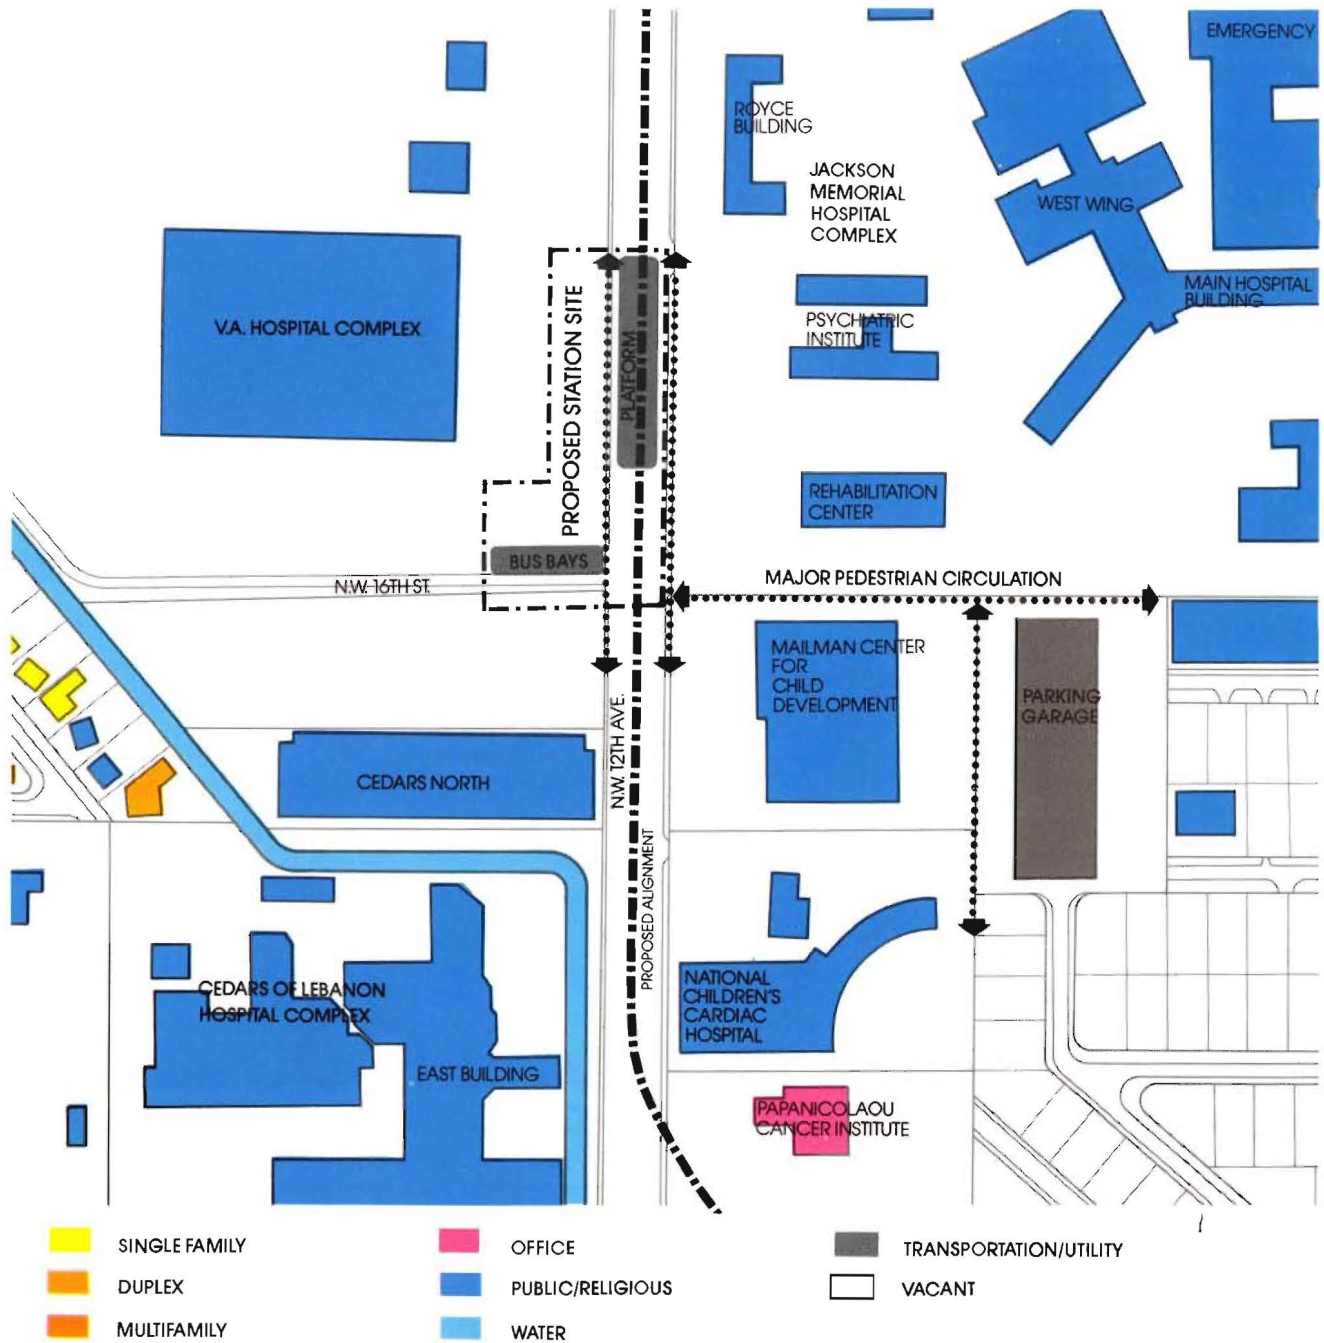 EMERGENCY
ROYCE
BUILDING
JACKSON
MEMORIAL
HOSPITAL
COMPLEX
WEST WING
MAIN HOSPITAL
BUILDING
V.A. HOSPITAL COMPLEX
PROPOSED STATION SITE
PLATFORM
PSYCHIATRIC
INSTITUTE
REHABILITATION
CENTER
BUS BAYS
N.W. 16TH ST.
MAJOR PEDESTRIAN CIRCULATION
MAILMAN CENTER
FOR
CHILD
DEVELOPMENT
PARKING
GARAGE
N.W. 12TH AVE.
CEDARS NORTH
PROPOSED ALIGNMENT
CEDARS OF LEBANON
HOSPITAL COMPLEX
NATIONAL
CHILDREN'S
CARDIAC
HOSPITAL
EAST BUILDING
PAPANICOLAOU
CANCER INSTITUTE
SINGLE FAMILY
DUPLEX
MULTIFAMILY
OFFICE
PUBLIC/RELIGIOUS
WATER
TRANSPORTATION/UTILITY
VACANT